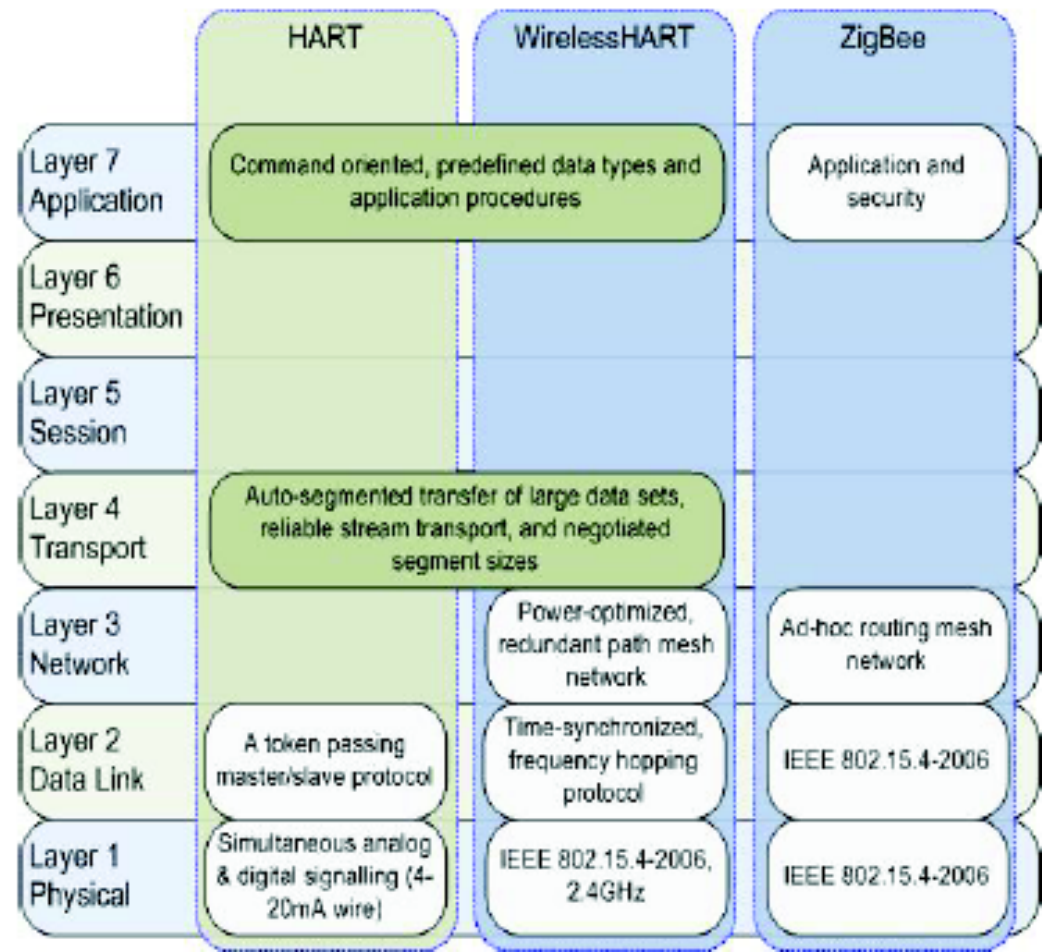 HART
WirelessHART
ZigBee
Layer 7
Application
Command oriented, predefined data types and
application procedures
Application and
security
Layer 6
Presentation
Layer 5
Session
Layer 4
Transport
Auto-segmented transfer of large data sets,
reliable stream transport, and negotiated
segment sizes
Layer 3
Network
Power-optimized,
redundant path mesh
network
Ad-hoc routing mesh
network
Layer 2
Data Link
A token passing
master/slave protocol
Time-synchronized,
frequency hopping
protocol
IEEE 802.15.4-2006
Layer 1
Physical
Simultaneous analog
& digital signalling (4-
20mA wire)
IEEE 802.15.4-2006,
2.4GHz
IEEE 802.15.4-2006